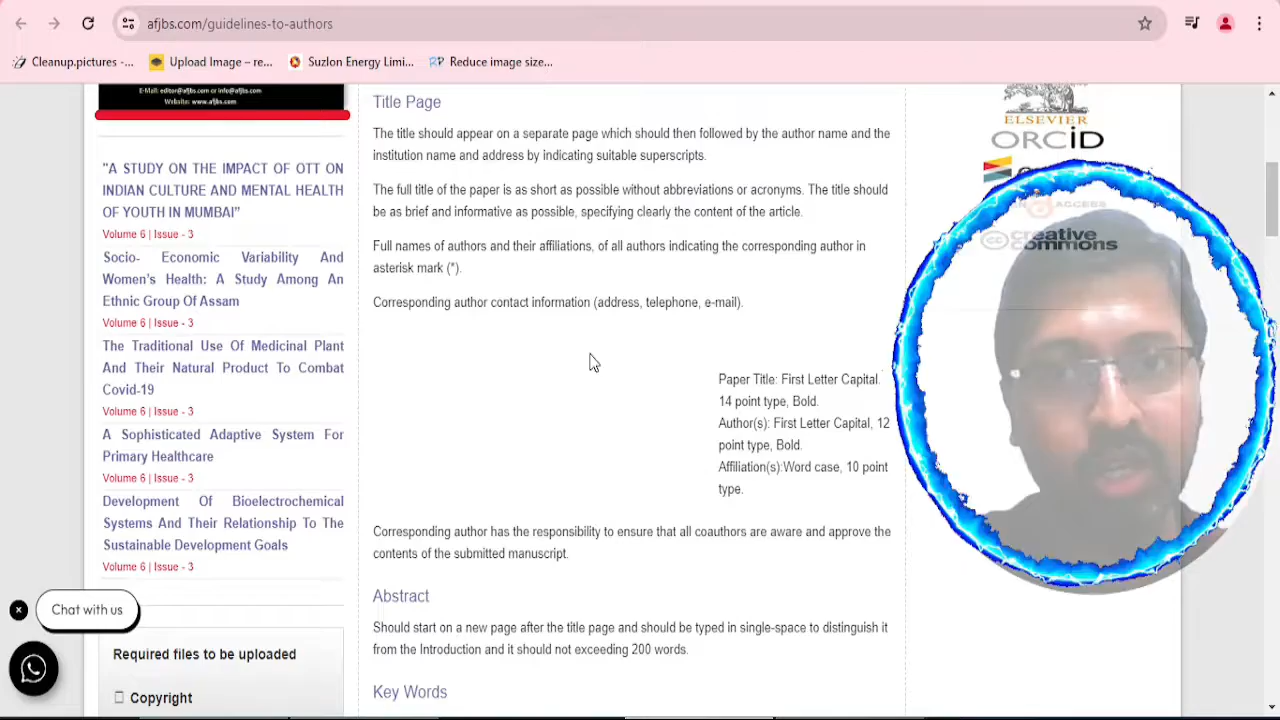 afjbs.com/guidelines-to-authors
Cleanup.pictures -...
Upload Image – re...
Suzlon Energy Limi...
Reduce image size...
E-Mail: editor@afjbs.com or info@afjbs.com
Website: www.afjbs.com
"A STUDY ON THE IMPACT OF OTT ON
INDIAN CULTURE AND MENTAL HEALTH
OF YOUTH IN MUMBAI”
Volume 6 | Issue - 3
Socio- Economic Variability And
Women’s Health: A Study Among An
Ethnic Group Of Assam
Volume 6 | Issue - 3
The Traditional Use Of Medicinal Plant
And Their Natural Product To Combat
Covid-19
Volume 6 | Issue - 3
A Sophisticated Adaptive System For
Primary Healthcare
Volume 6 | Issue - 3
Development Of Bioelectrochemical
Systems And Their Relationship To The
Sustainable Development Goals
Volume 6 | Issue - 3
Chat with us
Required files to be uploaded
Copyright
Title Page
The title should appear on a separate page which should then followed by the author name and the
institution name and address by indicating suitable superscripts.
The full title of the paper is as short as possible without abbreviations or acronyms. The title should
be as brief and informative as possible, specifying clearly the content of the article.
Full names of authors and their affiliations, of all authors indicating the corresponding author in
asterisk mark (*).
Corresponding author contact information (address, telephone, e-mail).
Paper Title: First Letter Capital.
14 point type, Bold.
Author(s): First Letter Capital, 12
point type, Bold.
Affiliation(s):Word case, 10 point
type.
Corresponding author has the responsibility to ensure that all coauthors are aware and approve the
contents of the submitted manuscript.
Abstract
Should start on a new page after the title page and should be typed in single-space to distinguish it
from the Introduction and it should not exceeding 200 words.
Key Words
ELSEVIER
ORCID
ACCESS
cc creative
commons